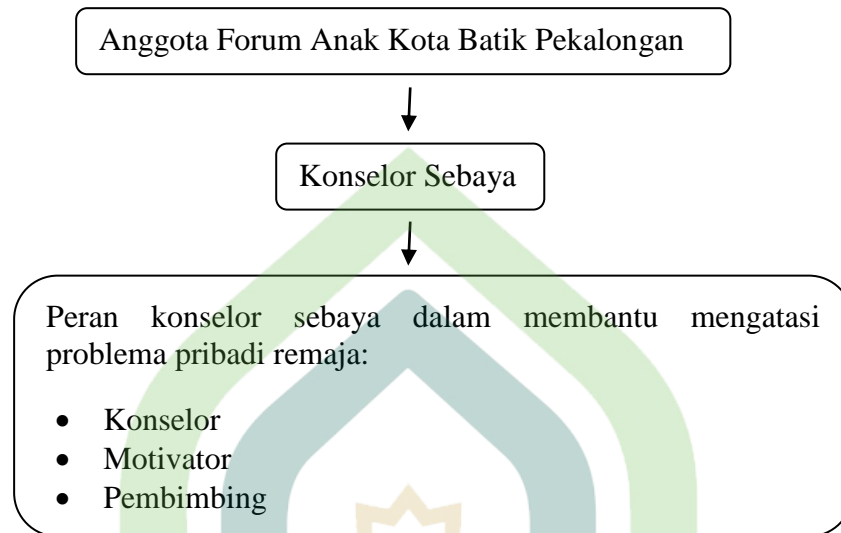 Anggota Forum Anak Kota Batik Pekalongan
Konselor Sebaya
Peran konselor sebaya dalam membantu mengatasi
problema pribadi remaja:
• Konselor
• Motivator
• Pembimbing